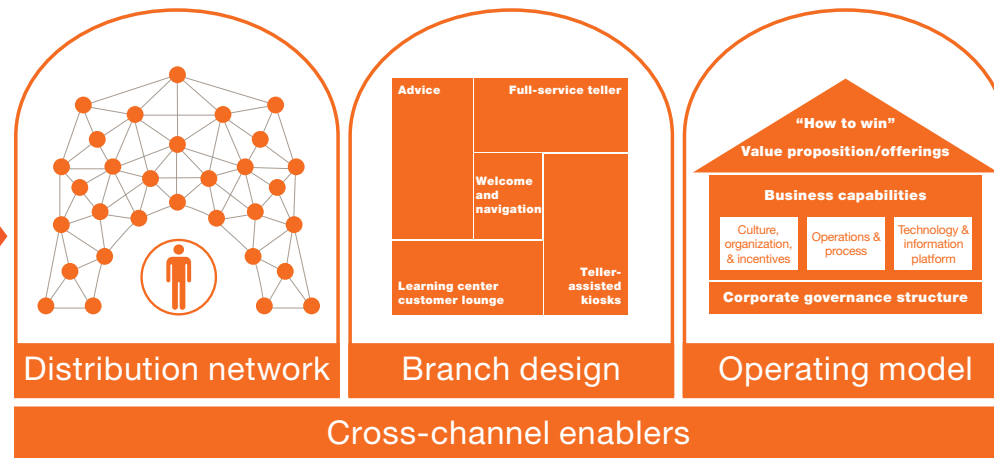 Advice
Full-service teller
Welcome
and
navigation
Learning center
customer lounge
Teller-
assisted
kiosks
“How to win”
Value proposition/offerings
Business capabilities
Culture,
organization,
& incentives
Operations &
process
Technology &
information
platform
Corporate governance structure
Distribution network
Branch design
Operating model
Cross-channel enablers